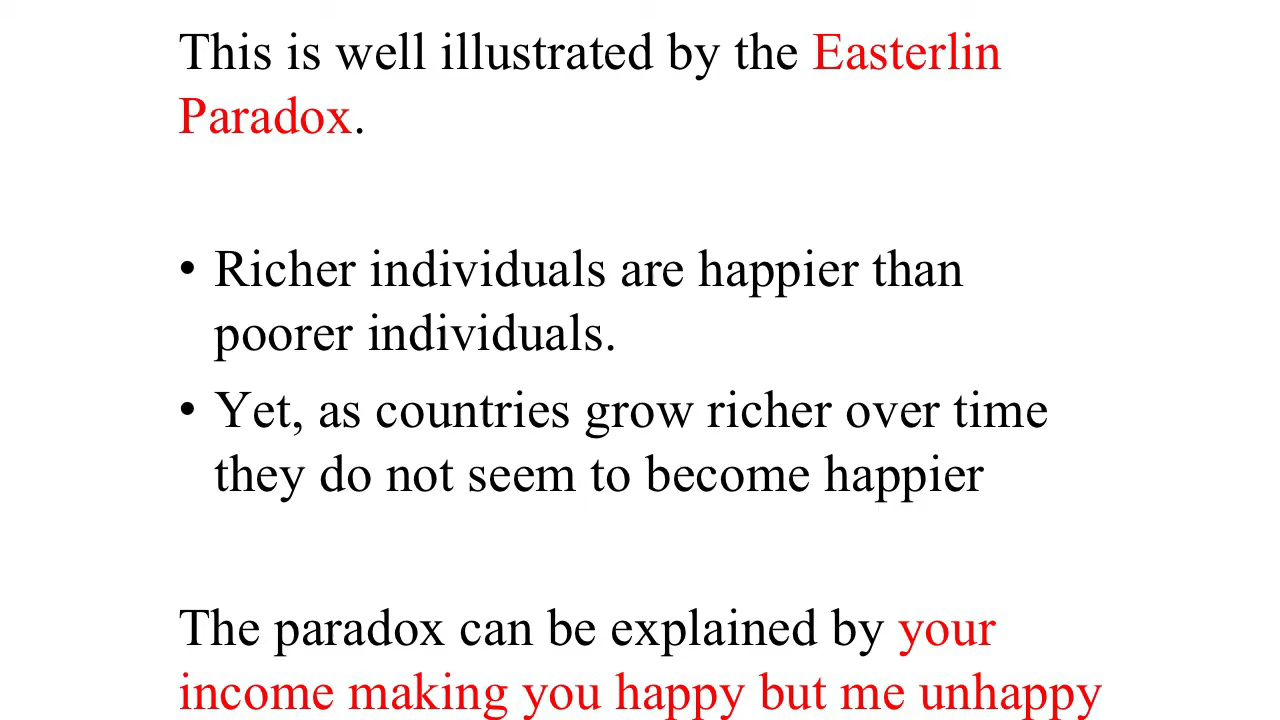 This is well illustrated by the Easterlin
Paradox.
• Richer individuals are happier than
poorer individuals.
• Yet, as countries grow richer over time
they do not seem to become happier
The paradox can be explained by your
income making you happy but me unhappy